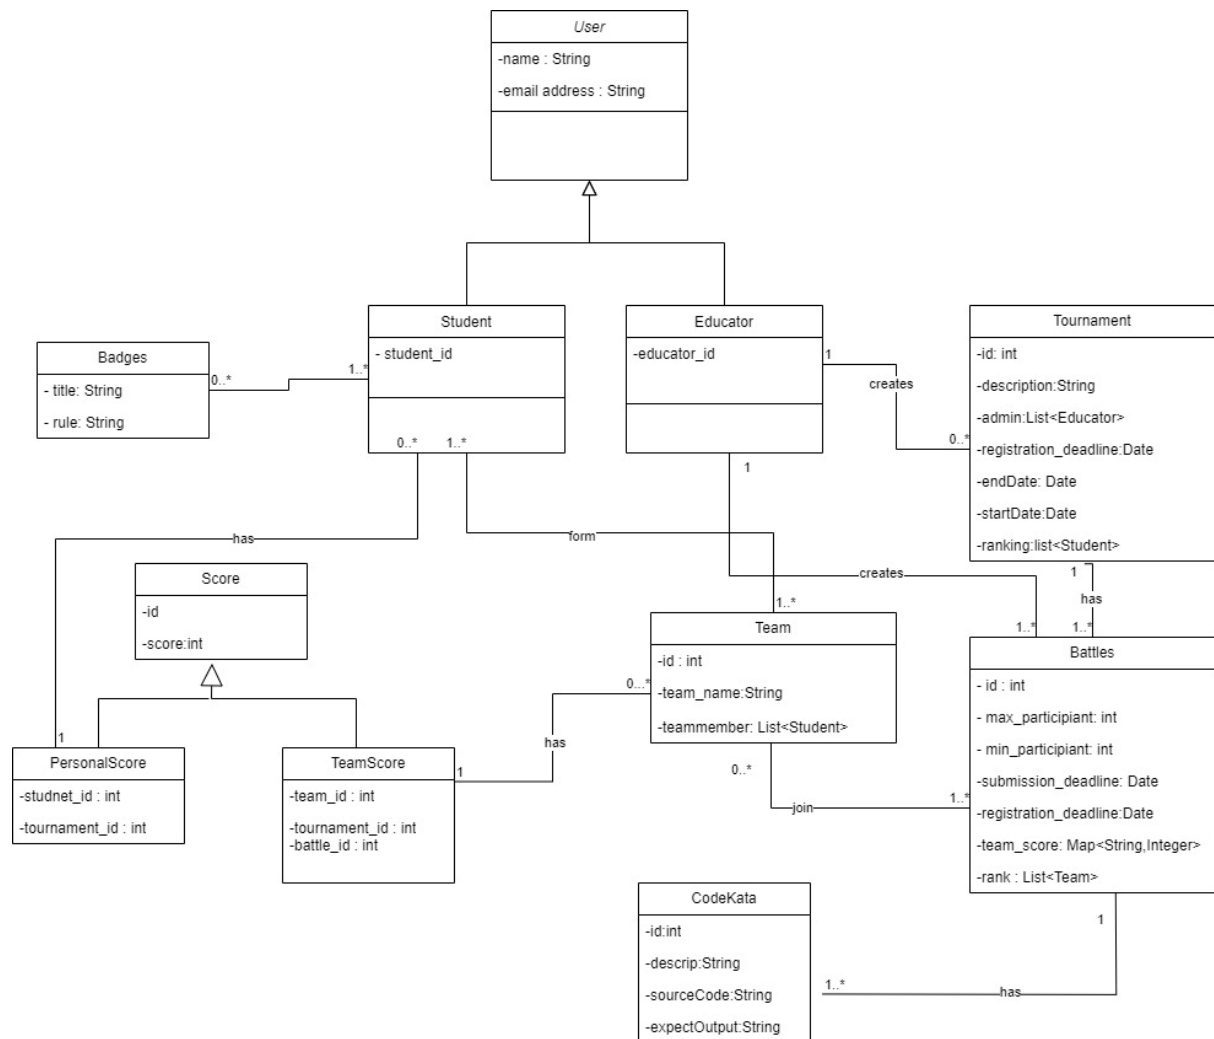 User
-name : String
-email address : String
Student
- student_id
0..*
1..*
Educator
-educator_id
1
creates
0..*
Tournament
-id: int
-description:String
-admin:List<Educator>
-registration_deadline:Date
-endDate: Date
-startDate:Date
-ranking:list<Student>
Badges
- title: String
- rule: String
0..*
1..*
1
has
form
creates
1
has
Score
-id
-score:int
1..*
1..*
1..*
Team
-id : int
-team_name:String
-teammember: List<Student>
0...*
0..*
Battles
- id : int
- max_participiant: int
- min_participiant: int
-submission_deadline: Date
-registration_deadline:Date
-team_score: Map<String,Integer>
-rank : List<Team>
1
PersonalScore
-studnet_id : int
-tournament_id : int
TeamScore
-team_id : int
-tournament_id : int
-battle_id : int
1
has
join
1..*
CodeKata
-id:int
-descrip:String
-sourceCode:String
-expectOutput:String
1..*
has
1